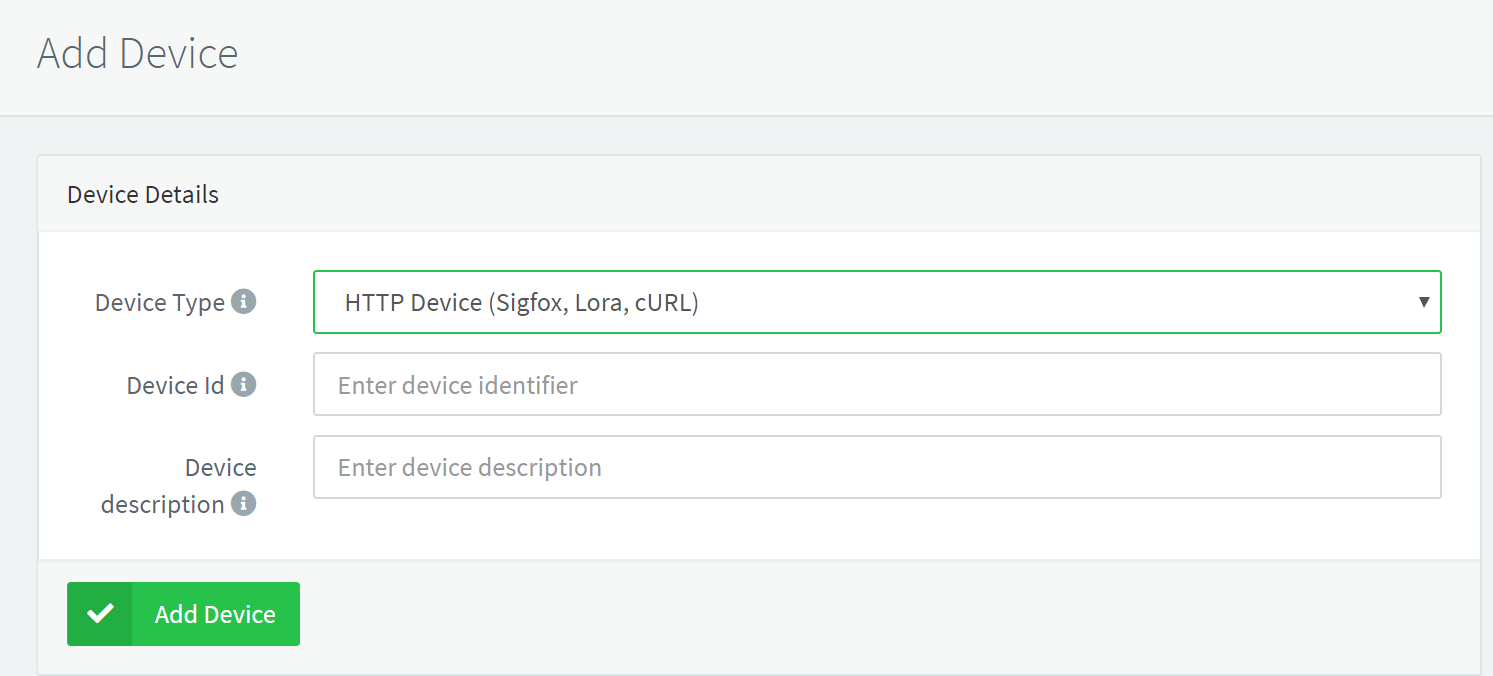 Add Device
Device Details
Device Type
HTTP Device (Sigfox, Lora, cURL)
Device Id
Enter device identifier
Device
description
Enter device description
Add Device